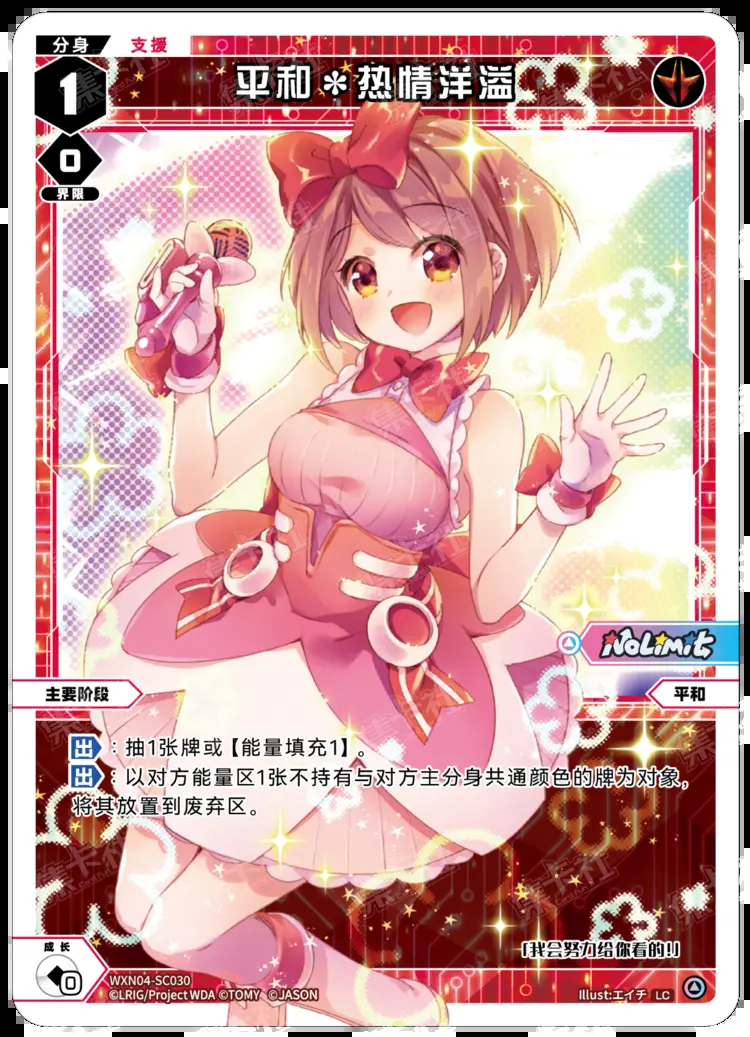 分身 支援
1
平和＊热情洋溢
0
界限
NoLimit
主要阶段
平和
出：抽1张牌或【能量填充1】。
出：以对方能量区1张不持有与对方主分身共通颜色的牌为对象，
将其放置到废弃区。
「我会努力给你看的！」
成长
0
WXN04-SC030
©LRIG/Project WDA ©TOMY ©JASON
Illust:エイチ LC